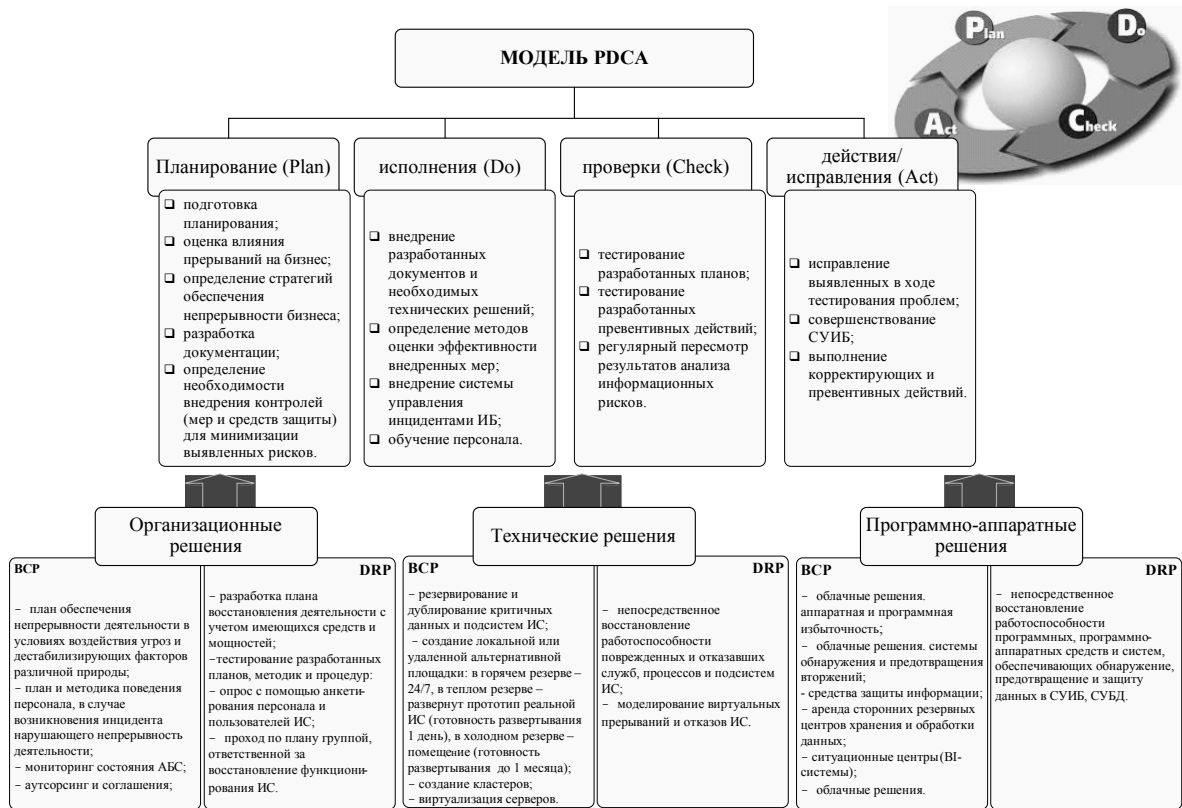 МОДЕЛЬ PDCA
Plan
Do
Act
Check
Планирование (Plan)
❑ подготовка
планирования;
❑ оценка влияния
прерываний на бизнес;
❑ определение стратегий
обеспечения
непрерывности бизнеса;
❑ разработка
документации;
❑ определение
необходимости
внедрения контролей
(мер и средств защиты)
для минимизации
выявленных рисков.
исполнения (Do)
❑ внедрение
разработанных
документов и
необходимых
технических решений;
❑ определение методов
оценки эффективности
внедренных мер;
❑ внедрение системы
управления
инцидентами ИБ;
❑ обучение персонала.
проверки (Check)
❑ тестирование
разработанных планов;
❑ тестирование
разработанных
превентивных действий;
❑ регулярный пересмотр
результатов анализа
информационных
рисков.
действия/
исправления (Act)
❑ исправление
выявленных в ходе
тестирования проблем;
❑ совершенствование
СУИБ;
❑ выполнение
корректирующих и
превентивных действий.
Организационные
решения
BCP
− план обеспечения
непрерывности деятельности в
условиях воздействия угроз и
дестабилизирующих факторов
различной природы;
− план и методика поведения
персонала, в случае
возникновения инцидента
нарушающего непрерывность
деятельности;
− мониторинг состояния АБС;
− аутсорсинг и соглашения;
DRP
− разработка плана
восстановления деятельности с
учетом имеющихся средств и
мощностей;
−тестирование разработанных
планов, методик и процедур:
− опрос с помощью анкети-
рования персонала и
пользователей ИС;
− проход по плану группой,
ответственной за
восстановление функциони-
рования ИС.
Технические решения
BCP
− резервирование и
дублирование критичных
данных и подсистем ИС;
− создание локальной или
удаленной альтернативной
площадки: в горячем резерве –
24/7, в теплом резерве –
развернут прототип реальной
ИС (готовность развертывания
1 день), в холодном резерве –
помещение (готовность
развертывания до 1 месяца);
− создание кластеров;
− виртуализация серверов.
DRP
− непосредственное
восстановление
работоспособности
поврежденных и отказавших
служб, процессов и подсистем
ИС;
− моделирование виртуальных
прерываний и отказов ИС.
Программно-аппаратные
решения
BCP
− облачные решения.
аппаратная и программная
избыточность;
− облачные решения. системы
обнаружения и предотвращения
вторжений;
- средства защиты информации;
− аренда сторонних резервных
центров хранения и обработки
данных;
− ситуационные центры (BI-
системы);
− облачные решения.
DRP
− непосредственное
восстановление
работоспособности
программных, программно-
аппаратных средств и систем,
обеспечивающих обнаружение,
предотвращение и защиту
данных в СУИБ, СУБД.